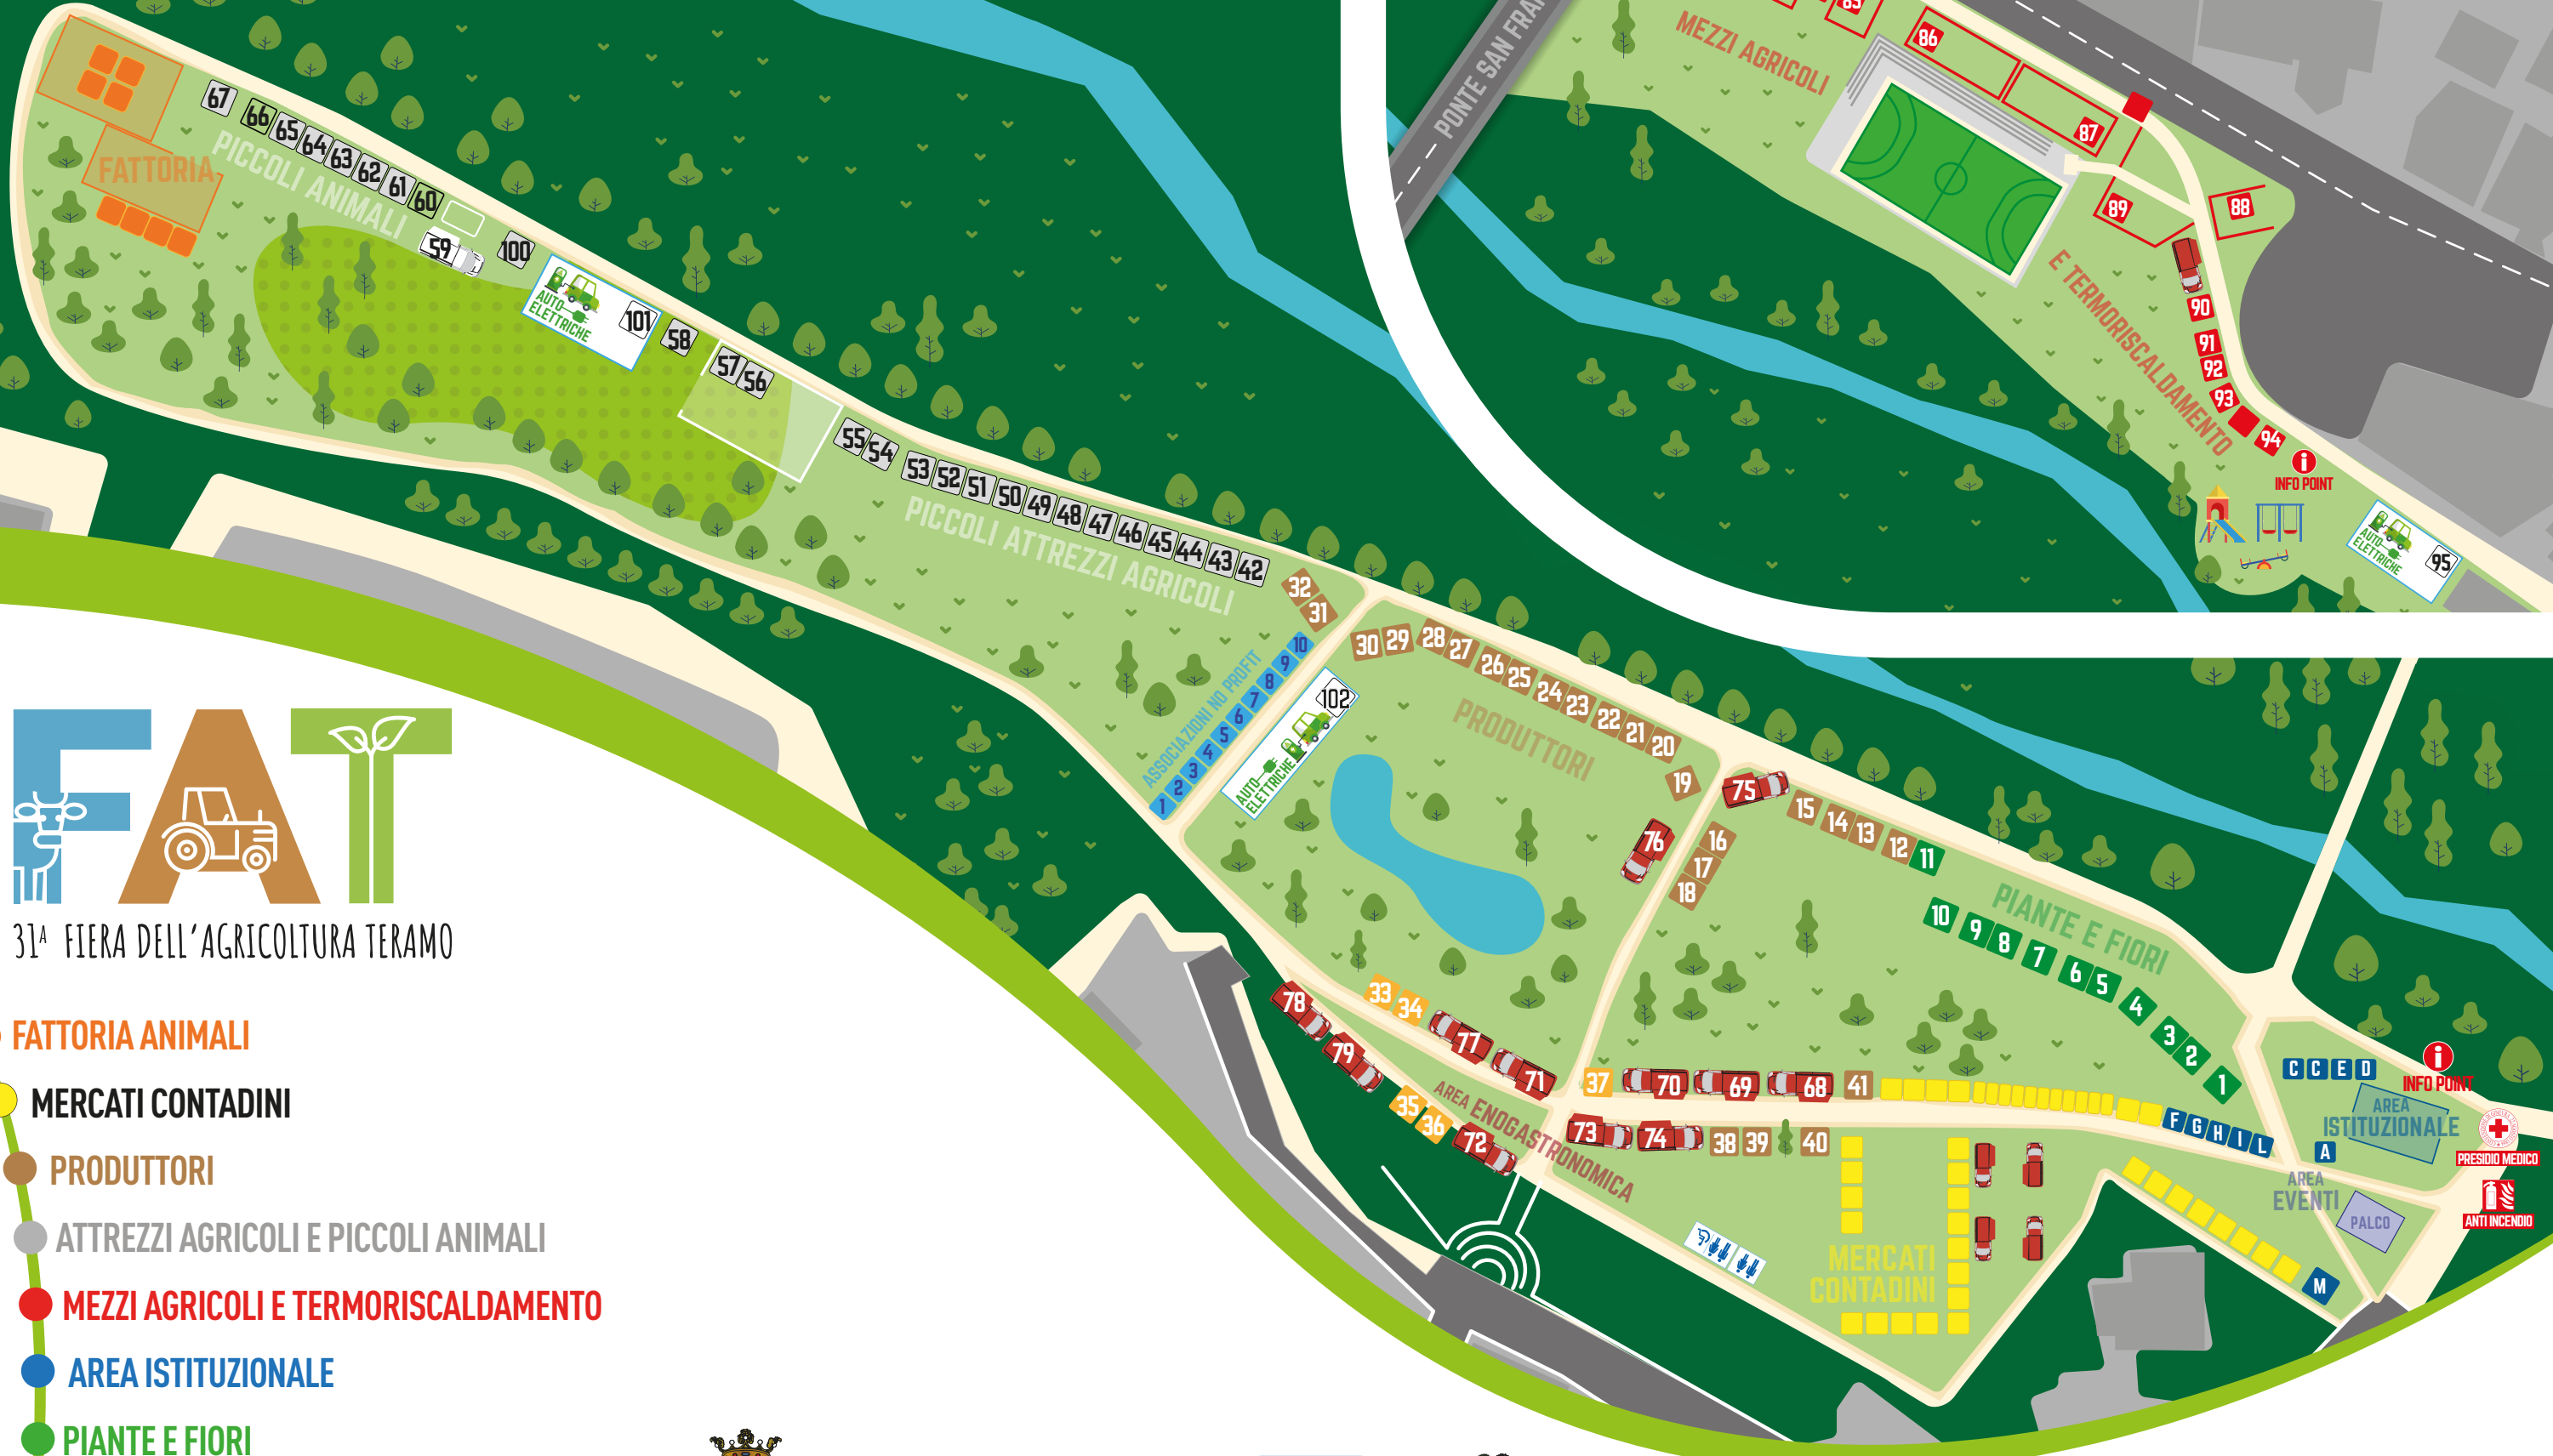 67
66
65
64
63
62
61
60
PICCOLI ANIMALI
FATTORIA
59
100
AUTO
ELETTRICHE
101
58
57
56
55
54
53
52
51
50
49
48
47
46
45
44
43
42
PICCOLI ATTREZZI AGRICOLI
32
31
ASSOCIAZIONI NO PROFIT
10
9
8
7
6
5
4
3
2
1
102
AUTO
ELETTRICHE
30
29
28
27
26
25
24
23
22
21
20
19
PRODUTTORI
75
76
16
17
18
15
14
13
12
11
PIANTE E FIORI
10
9
8
7
6
5
4
3
2
1
78
79
33
34
77
71
35
36
72
AREA ENOGASTRONOMICA
37
70
69
68
41
73
74
38
39
40
F
G
H
I
L
MERCATI
CONTADINI
C
C
E
D
INFO POINT
AREA
ISTITUZIONALE
A
PRESIDIO MEDICO
AREA
EVENTI
PALCO
ANTI INCENDIO
M
MEZZI AGRICOLI
86
87
89
88
E TERMORISCALDAMENTO
90
91
92
93
94
INFO POINT
AUTO
ELETTRICHE
95
FAT
31ª FIERA DELL'AGRICOLTURA TERAMO
FATTORIA ANIMALI
MERCATI CONTADINI
PRODUTTORI
ATTREZZI AGRICOLI E PICCOLI ANIMALI
MEZZI AGRICOLI E TERMORISCALDAMENTO
AREA ISTITUZIONALE
PIANTE E FIORI
PONTE SAN